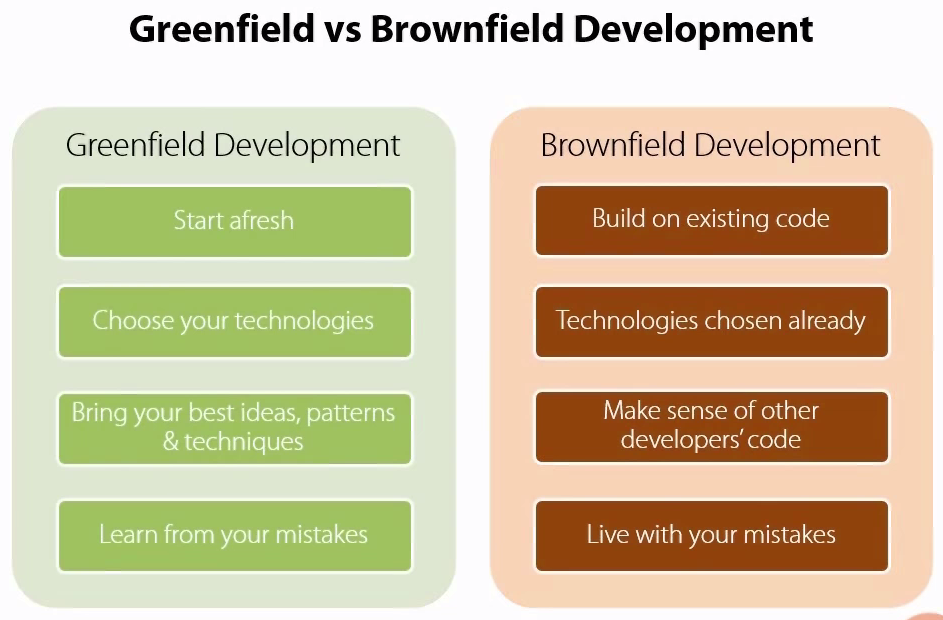 Greenfield vs Brownfield Development
Greenfield Development
Start afresh
Choose your technologies
Bring your best ideas, patterns
& techniques
Learn from your mistakes
Brownfield Development
Build on existing code
Technologies chosen already
Make sense of other
developers’ code
Live with your mistakes